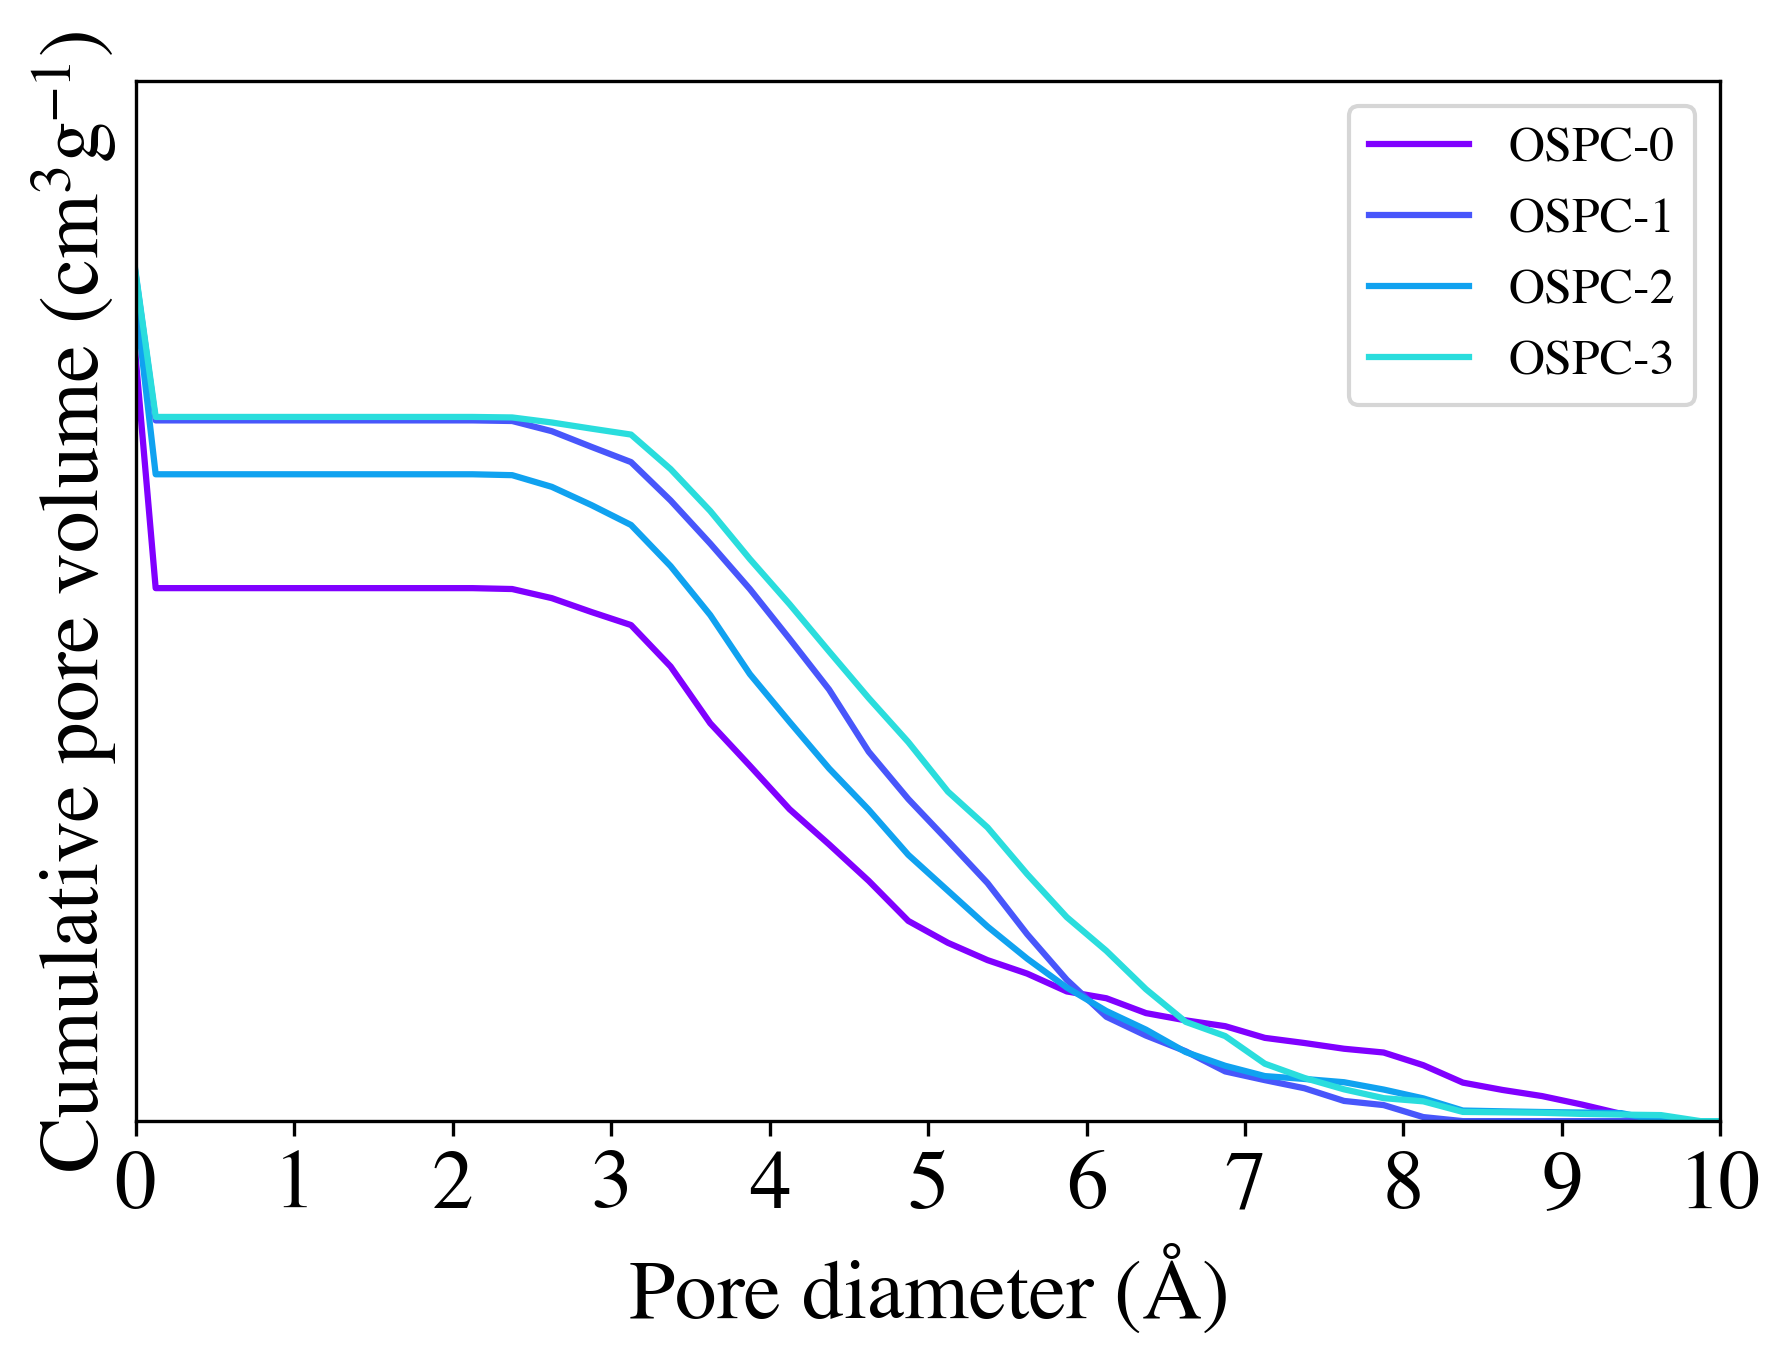 Cumulative pore volume (cm³g⁻¹)
OSPC-0
OSPC-1
OSPC-2
OSPC-3
0 1 2 3 4 5 6 7 8 9 10
Pore diameter (Å)